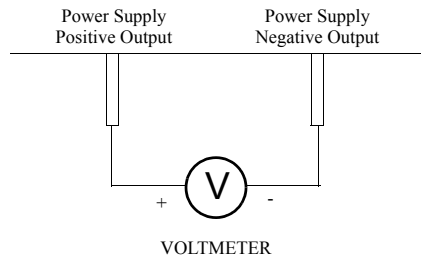 Power Supply
Positive Output
Power Supply
Negative Output
V
+
-
VOLTMETER